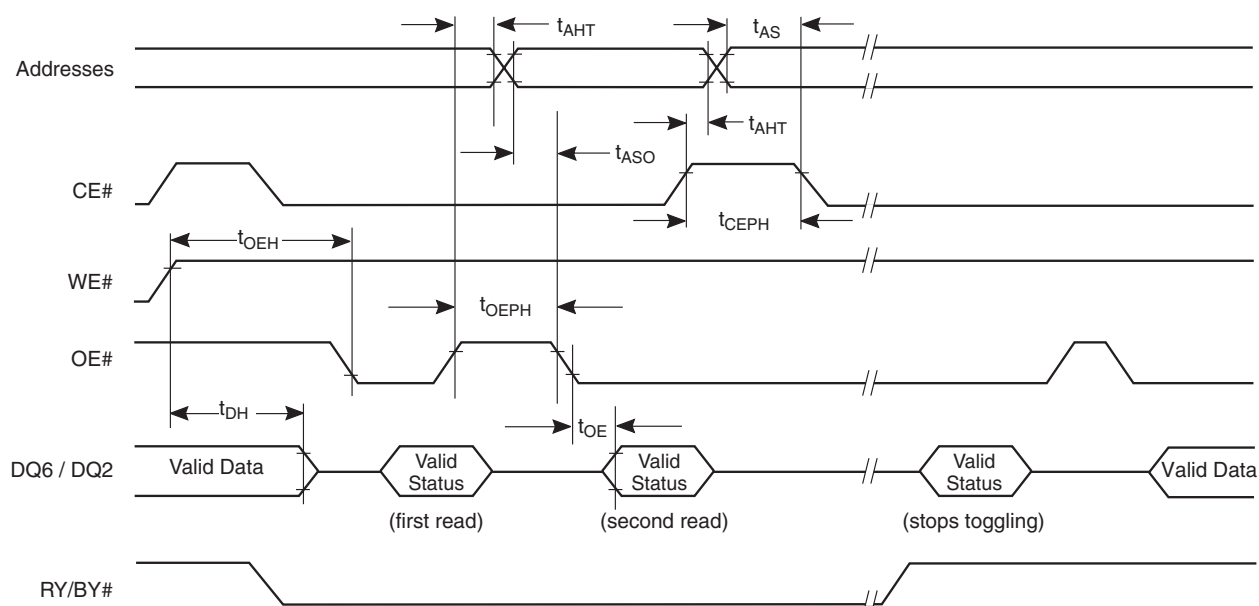 tAHT
tAS
Addresses
tAHT
tASO
CE#
tCEPH
tOEH
WE#
tOEPH
OE#
tDH
tOE
DQ6 / DQ2
Valid Data
Valid
Status
Valid
Status
Valid
Status
Valid Data
(first read)
(second read)
(stops toggling)
RY/BY#